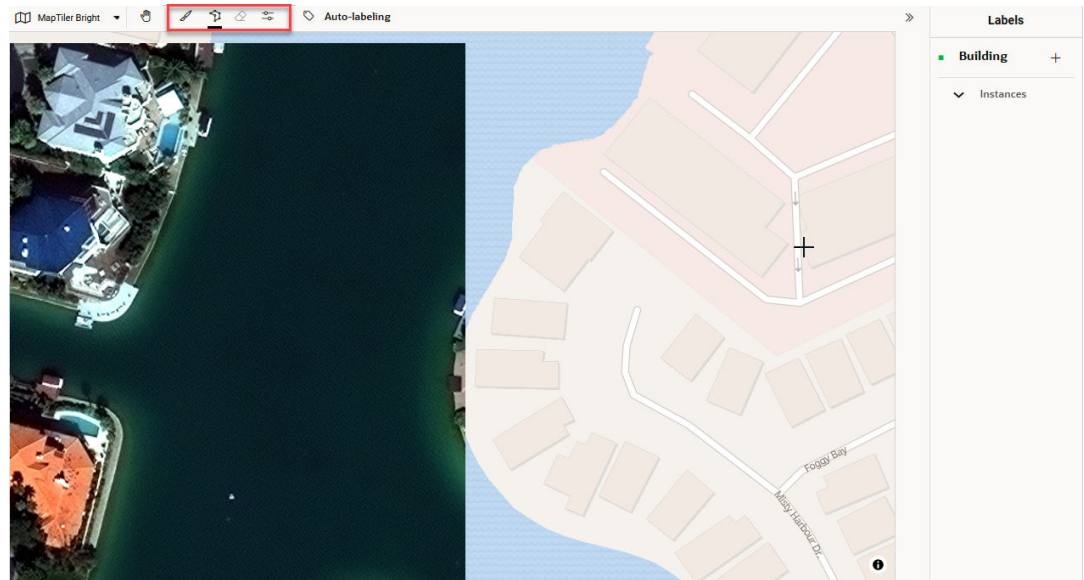 MapTiler Bright
Auto-labeling
Labels
Building
Instances
Foggy Bay
Misty Harbour Dr.